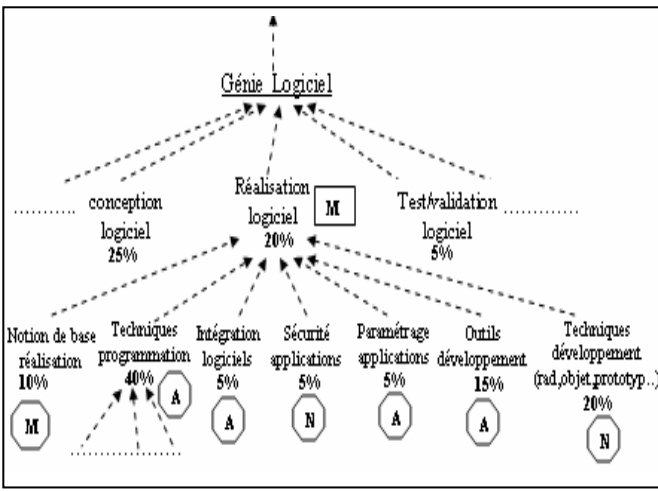 Génie Logiciel
conception
logiciel
25%
Réalisation
logiciel
20%
M
Test/validation
logiciel
5%
Notion de base
réalisation
10%
M
Techniques
programmation
40%
A
Intégration
logiciels
5%
A
Sécurité
applications
5%
N
Paramétrage
applications
5%
A
Outils
développement
15%
A
Techniques
développement
(rad,objet,prototyp..)
20%
N